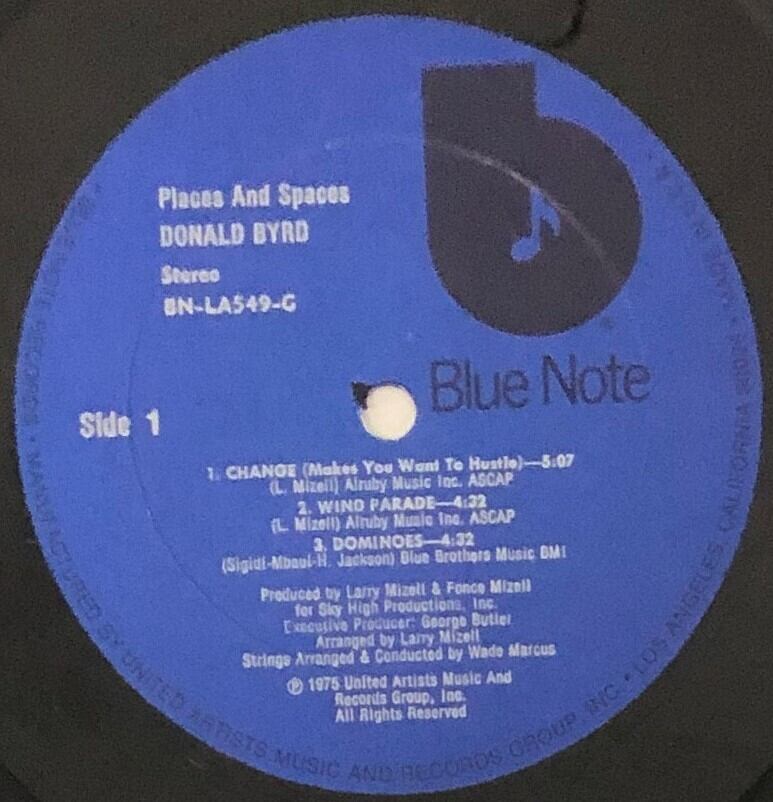 Places And Spaces
DONALD BYRD
Stereo
BN-LA549-G
Blue Note
Side 1
1. CHANGE (Makes You Want To Hustle)—5:07
(L. Mizell) Alruby Music Inc. ASCAP
2. WIND PARADE—4:32
(L. Mizell) Alruby Music Inc. ASCAP
3. DOMINOES—4:32
(Sigidi-Mbaul-H. Jackson) Blue Brothers Music BMI
Produced by Larry Mizell & Fonce Mizell
for Sky High Productions, Inc.
Executive Producer: George Butler
Arranged by Larry Mizell
Strings Arranged & Conducted by Wade Marcus
℗ 1975 United Artists Music And
Records Group, Inc.
All Rights Reserved
MANUFACTURED BY UNITED ARTISTS MUSIC AND RECORDS GROUP, INC. • LOS ANGELES, CALIFORNIA